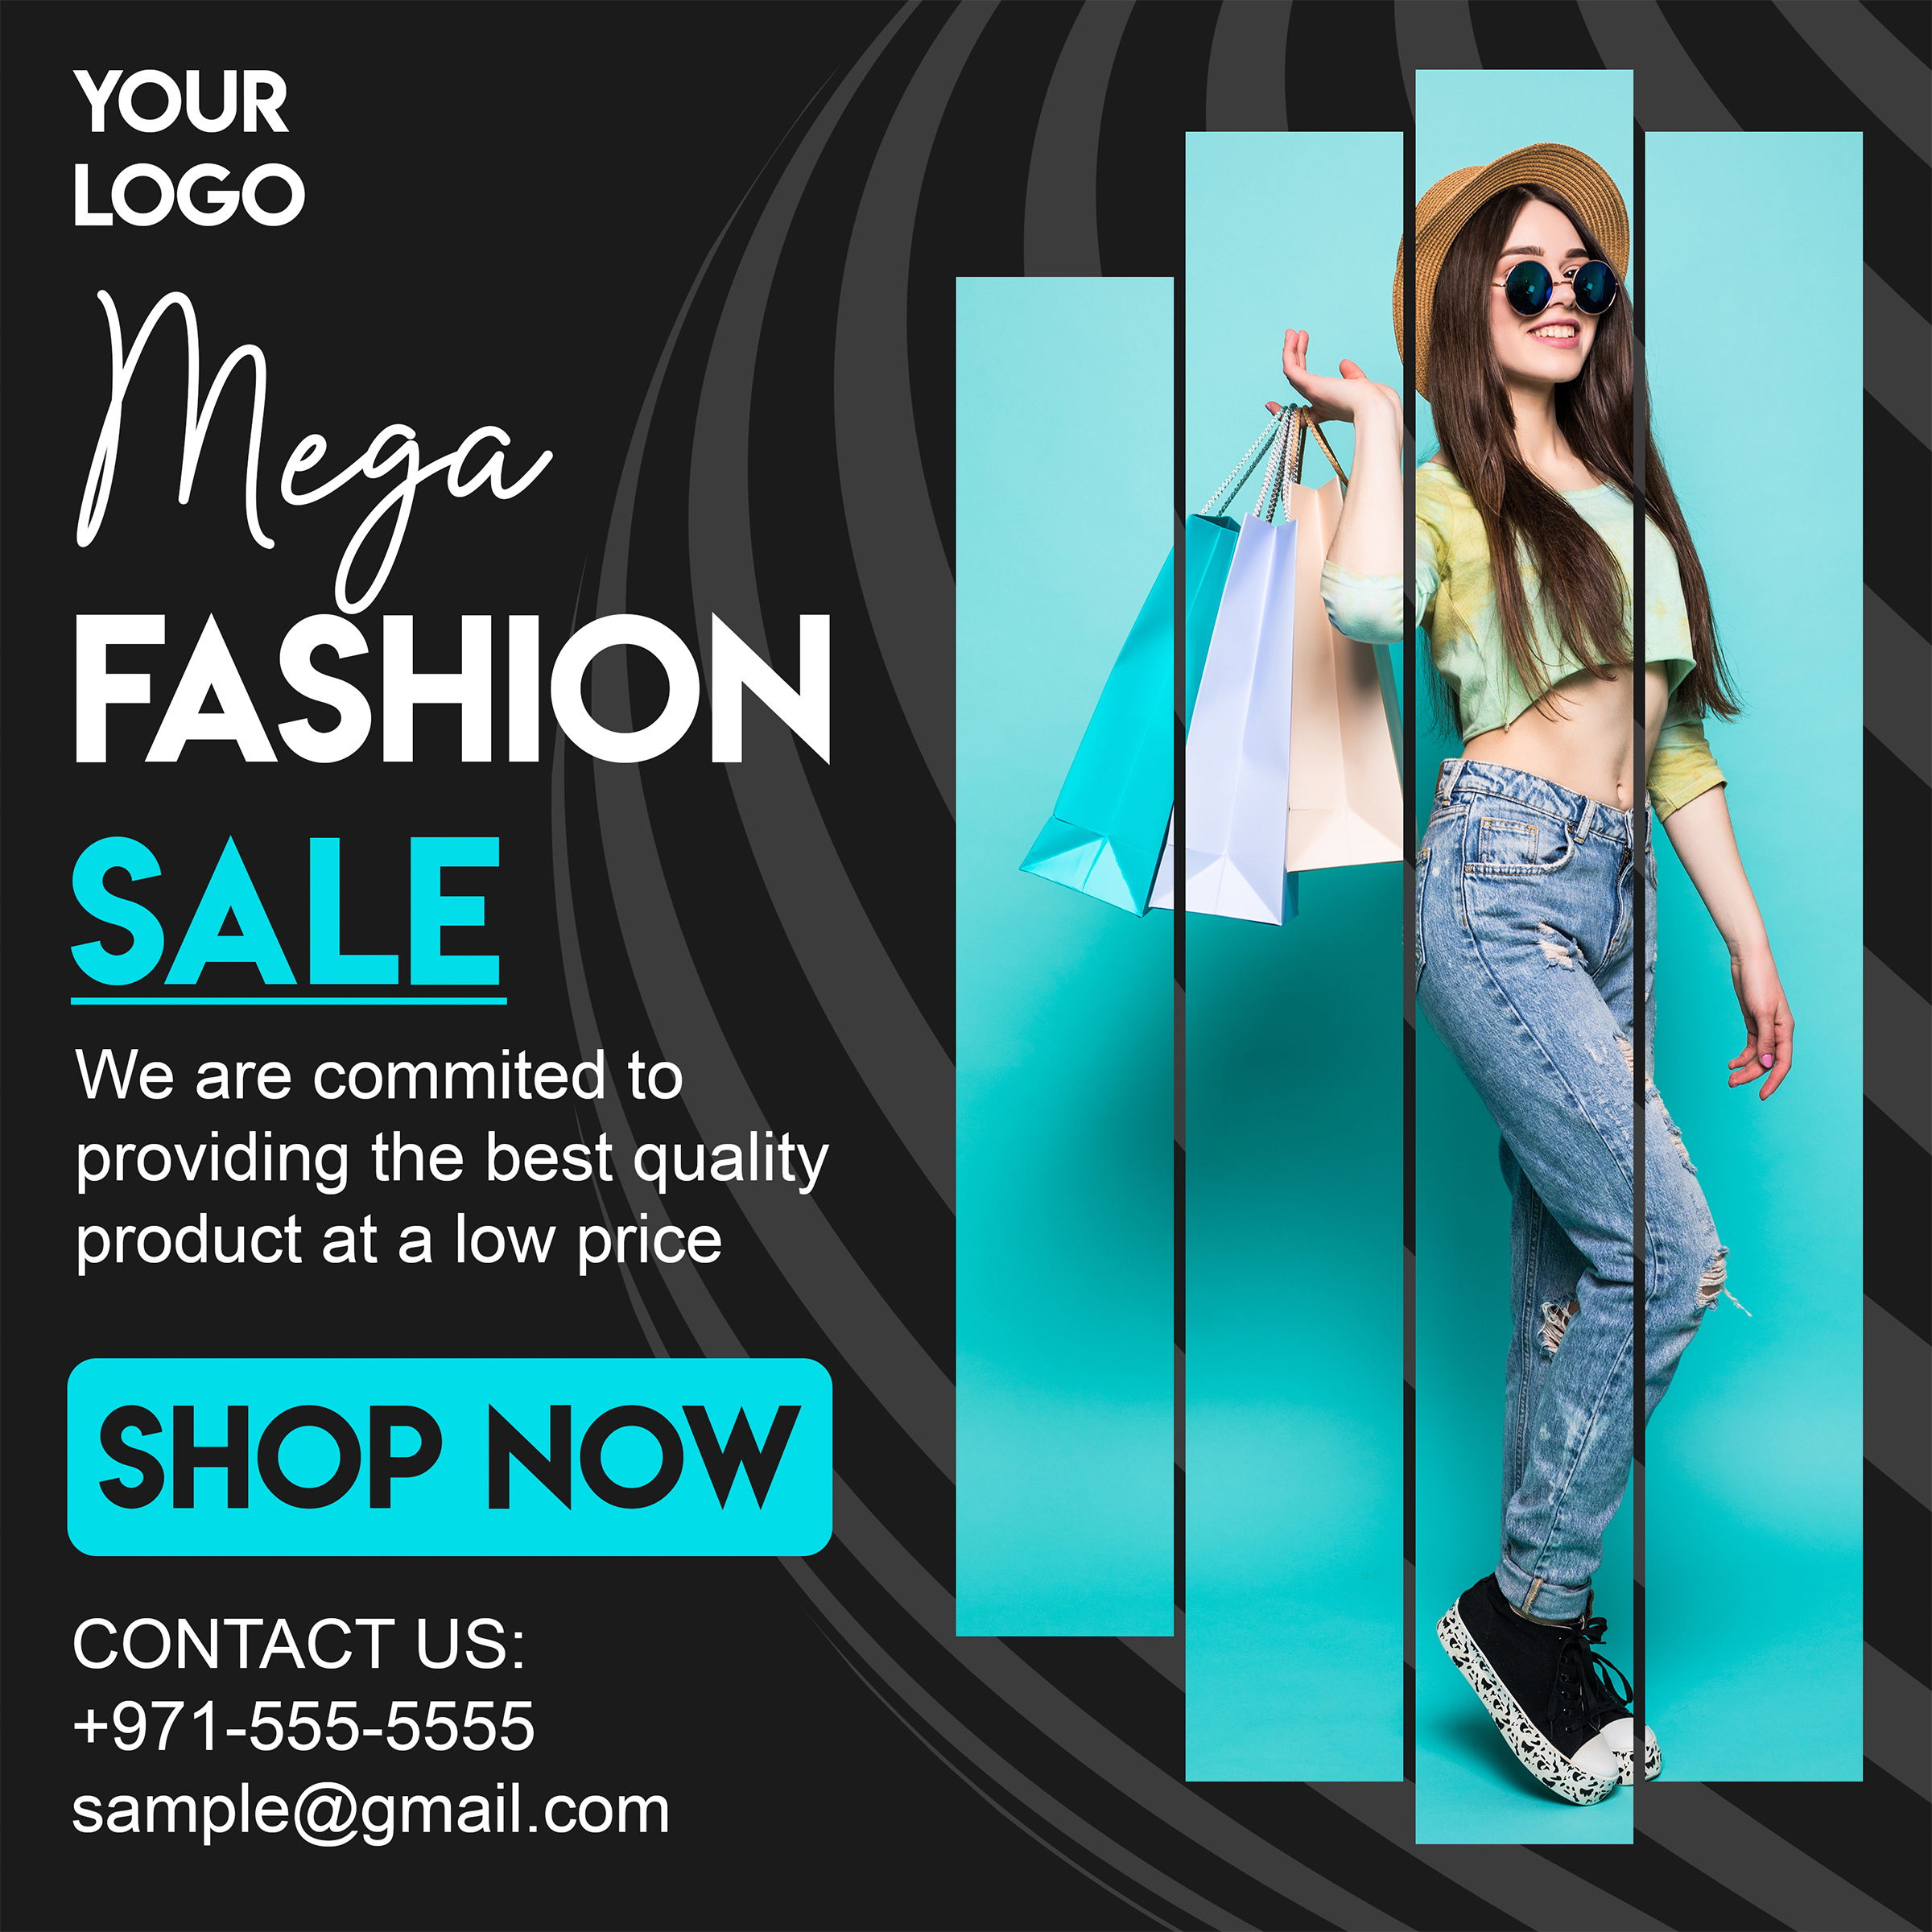 YOUR
LOGO
Mega
FASHION
SALE
We are commited to
providing the best quality
product at a low price
SHOP NOW
CONTACT US:
+971-555-5555
sample@gmail.com